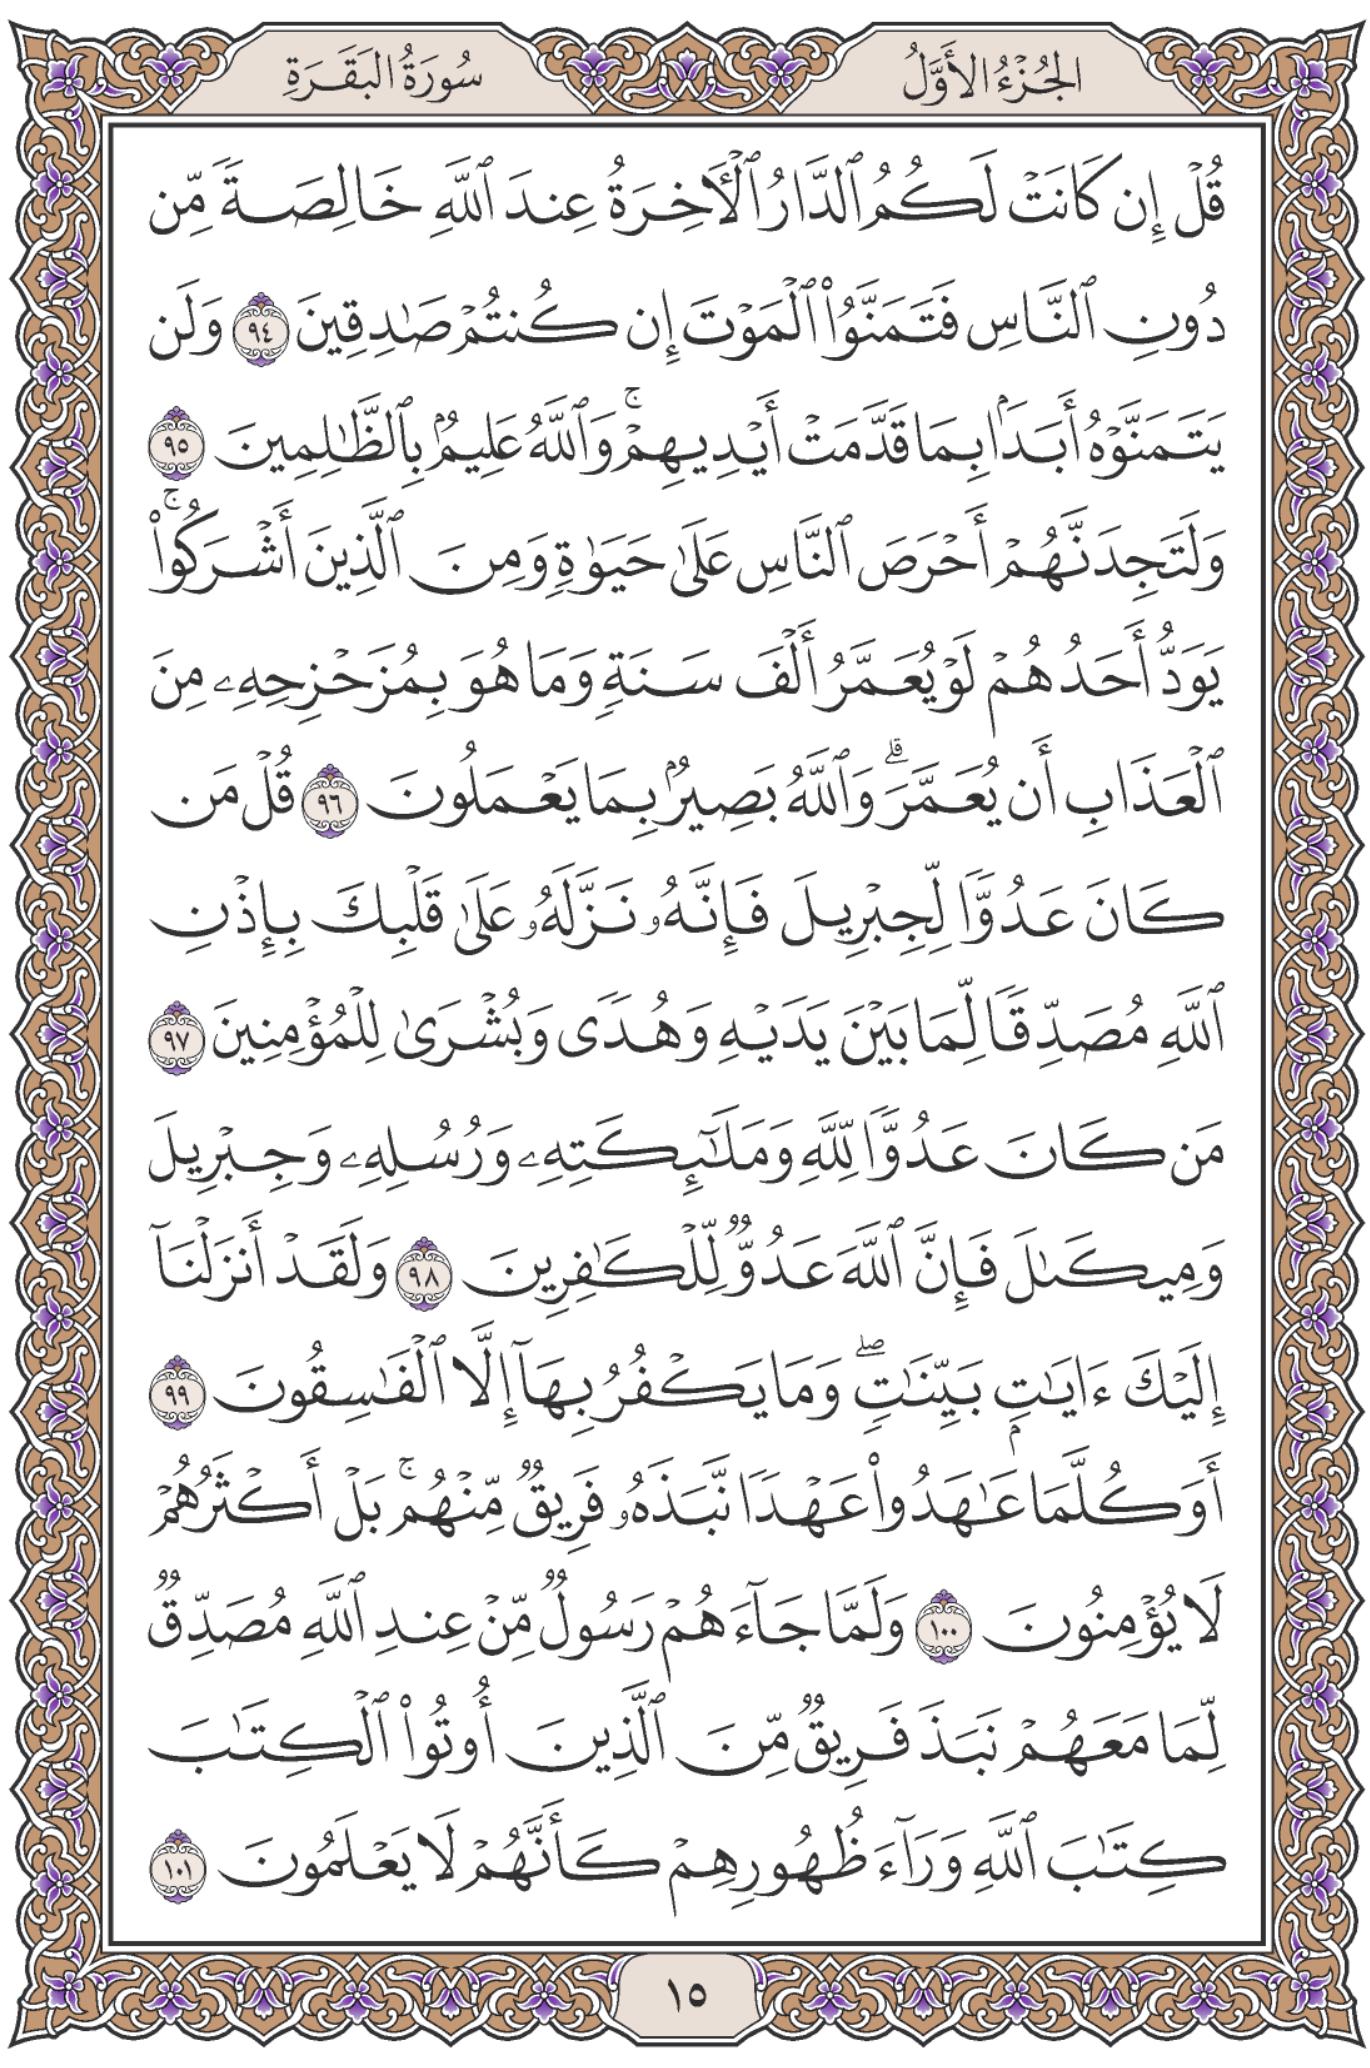 الجُزْءُ الأَوَّلُ
سُورَةُ البَقَرَةِ
قُلۡ إِن كَانَتۡ لَكُمُ ٱلدَّارُ ٱلۡأٓخِرَةُ عِندَ ٱللَّهِ خَالِصَةٗ مِّن
دُونِ ٱلنَّاسِ فَتَمَنَّوُاْ ٱلۡمَوۡتَ إِن كُنتُمۡ صَٰدِقِينَ ٩٤ وَلَن
يَتَمَنَّوۡهُ أَبَدَۢا بِمَا قَدَّمَتۡ أَيۡدِيهِمۡۚ وَٱللَّهُ عَلِيمُۢ بِٱلظَّٰلِمِينَ ٩٥
وَلَتَجِدَنَّهُمۡ أَحۡرَصَ ٱلنَّاسِ عَلَىٰ حَيَوٰةٖ وَمِنَ ٱلَّذِينَ أَشۡرَكُواْۚ
يَوَدُّ أَحَدُهُمۡ لَوۡ يُعَمَّرُ أَلۡفَ سَنَةٖ وَمَا هُوَ بِمُزَحۡزِحِهِۦ مِنَ
ٱلۡعَذَابِ أَن يُعَمَّرَۗ وَٱللَّهُ بَصِيرُۢ بِمَا يَعۡمَلُونَ ٩٦ قُلۡ مَن
كَانَ عَدُوّٗا لِّجِبۡرِيلَ فَإِنَّهُۥ نَزَّلَهُۥ عَلَىٰ قَلۡبِكَ بِإِذۡنِ
ٱللَّهِ مُصَدِّقٗا لِّمَا بَيۡنَ يَدَيۡهِ وَهُدٗى وَبُشۡرَىٰ لِلۡمُؤۡمِنِينَ ٩٧
مَن كَانَ عَدُوّٗا لِّلَّهِ وَمَلَٰٓئِكَتِهِۦ وَرُسُلِهِۦ وَجِبۡرِيلَ
وَمِيكَىٰلَ فَإِنَّ ٱللَّهَ عَدُوّٞ لِّلۡكَٰفِرِينَ ٩٨ وَلَقَدۡ أَنزَلۡنَآ
إِلَيۡكَ ءَايَٰتِۭ بَيِّنَٰتٖۖ وَمَا يَكۡفُرُ بِهَآ إِلَّا ٱلۡفَٰسِقُونَ ٩٩
أَوَكُلَّمَا عَٰهَدُواْ عَهۡدٗا نَّبَذَهُۥ فَرِيقٞ مِّنۡهُمۚ بَلۡ أَكۡثَرُهُمۡ
لَا يُؤۡمِنُونَ ١٠٠ وَلَمَّا جَآءَهُمۡ رَسُولٞ مِّنۡ عِندِ ٱللَّهِ مُصَدِّقٞ
لِّمَا مَعَهُمۡ نَبَذَ فَرِيقٞ مِّنَ ٱلَّذِينَ أُوتُواْ ٱلۡكِتَٰبَ
كِتَٰبَ ٱللَّهِ وَرَآءَ ظُهُورِهِمۡ كَأَنَّهُمۡ لَا يَعۡلَمُونَ ١٠١
١٥